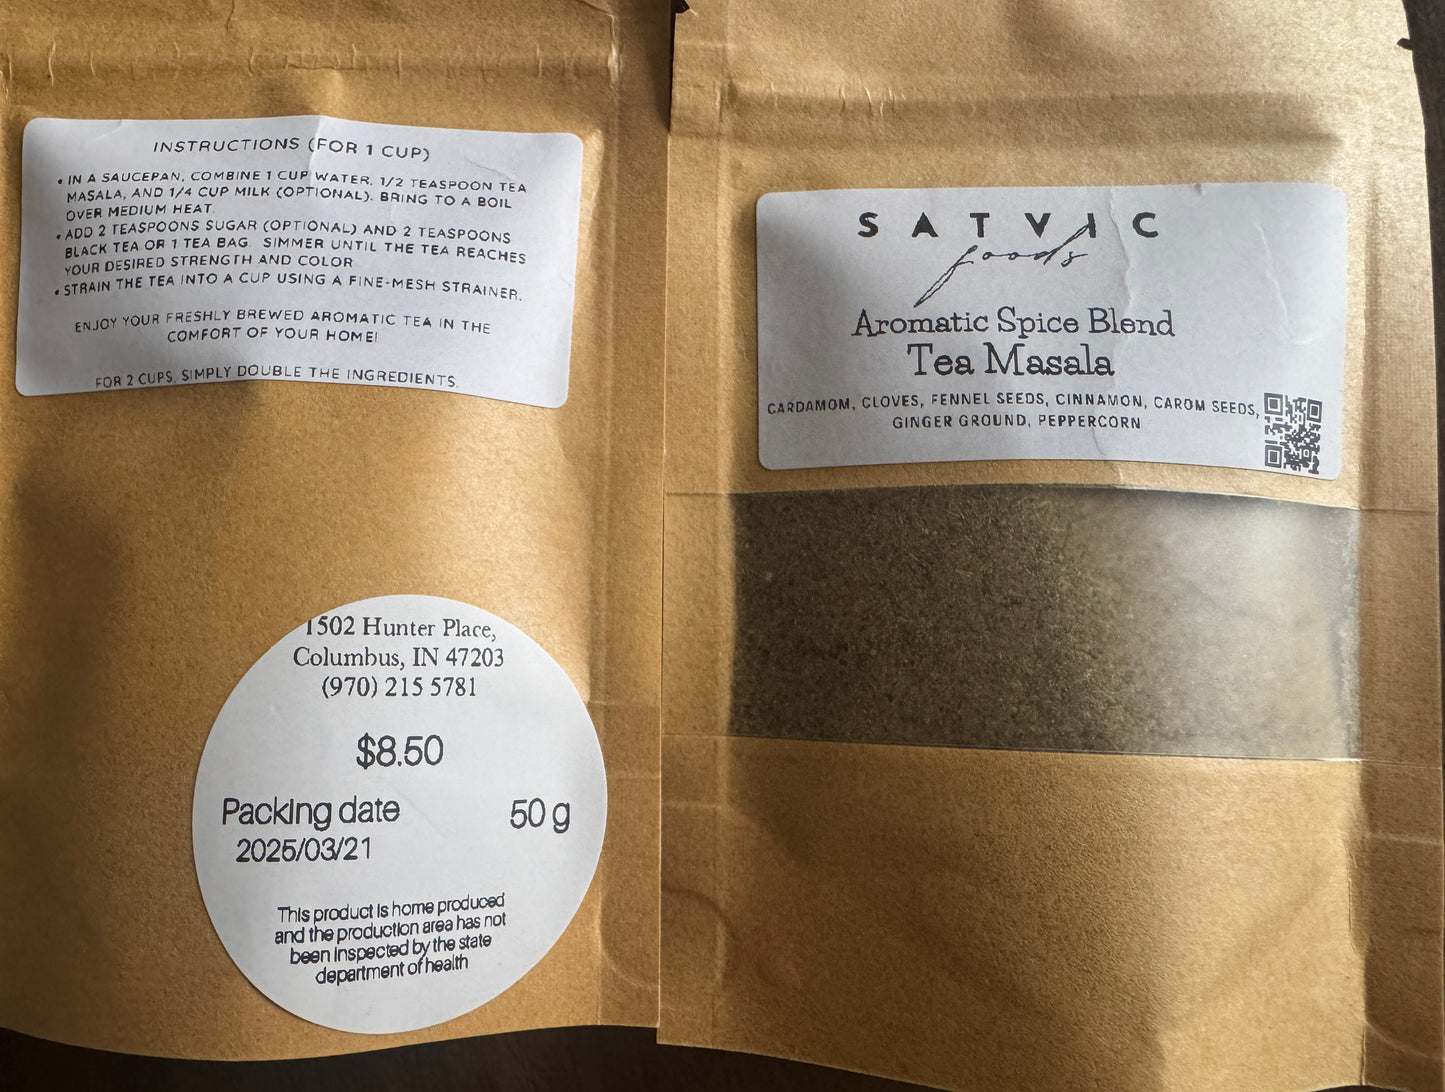 INSTRUCTIONS (FOR 1 CUP)
• IN A SAUCEPAN, COMBINE 1 CUP WATER, 1/2 TEASPOON TEA
MASALA, AND 1/4 CUP MILK (OPTIONAL). BRING TO A BOIL
OVER MEDIUM HEAT.
• ADD 2 TEASPOONS SUGAR (OPTIONAL) AND 2 TEASPOONS
BLACK TEA OR 1 TEA BAG. SIMMER UNTIL THE TEA REACHES
YOUR DESIRED STRENGTH AND COLOR
• STRAIN THE TEA INTO A CUP USING A FINE-MESH STRAINER.
ENJOY YOUR FRESHLY BREWED AROMATIC TEA IN THE
COMFORT OF YOUR HOME!
FOR 2 CUPS, SIMPLY DOUBLE THE INGREDIENTS.
1502 Hunter Place,
Columbus, IN 47203
(970) 215 5781
$8.50
Packing date 50 g
2025/03/21
This product is home produced
and the production area has not
been inspected by the state
department of health
SATVIC
foods
Aromatic Spice Blend
Tea Masala
CARDAMOM, CLOVES, FENNEL SEEDS, CINNAMON, CAROM SEEDS,
GINGER GROUND, PEPPERCORN